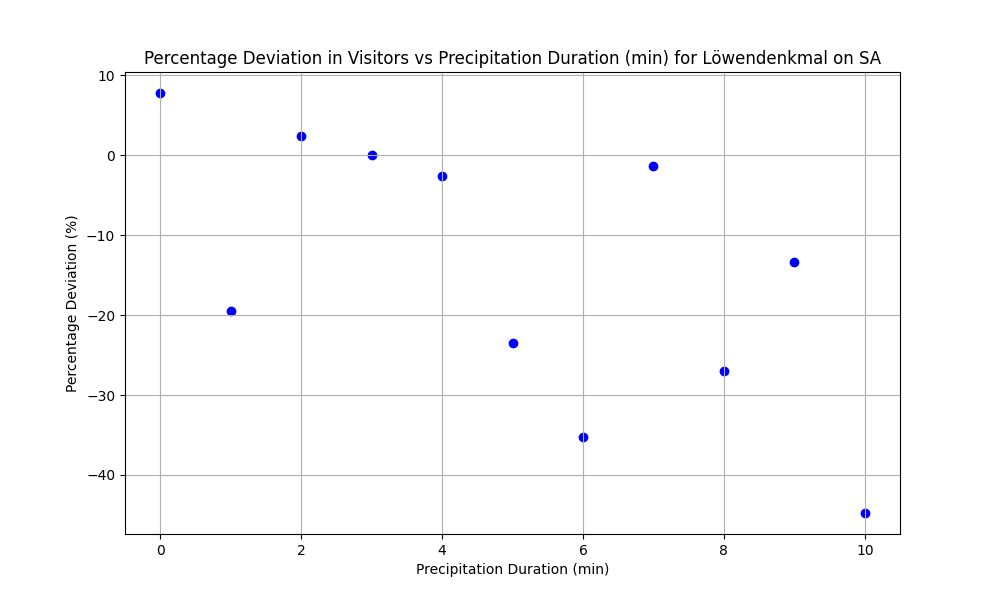 Percentage Deviation in Visitors vs Precipitation Duration (min) for Löwendenkmal on SA
10
0
−10
−20
−30
−40
Percentage Deviation (%)
0 2 4 6 8 10
Precipitation Duration (min)